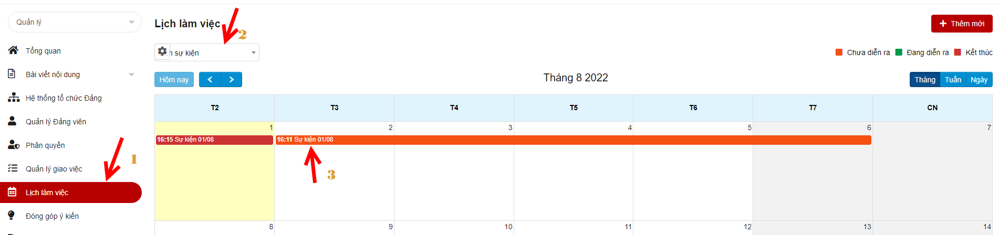 Quản lý
Tổng quan
Bài viết nội dung
Hệ thống tổ chức Đảng
Quản lý Đảng viên
Phân quyền
Quản lý giao việc
Lịch làm việc
Đóng góp ý kiến
1
Lịch làm việc
2
Thêm mới
h sự kiện
Chưa diễn ra
Đang diễn ra
Kết thúc
Hôm nay
Tháng 8 2022
Tháng Tuần Ngày
T2 T3 T4 T5 T6 T7 CN
1 2 3 4 5 6 7
16:15 Sự kiện 01/08
16:11 Sự kiện 01/08
3
8 9 10 11 12 13 14